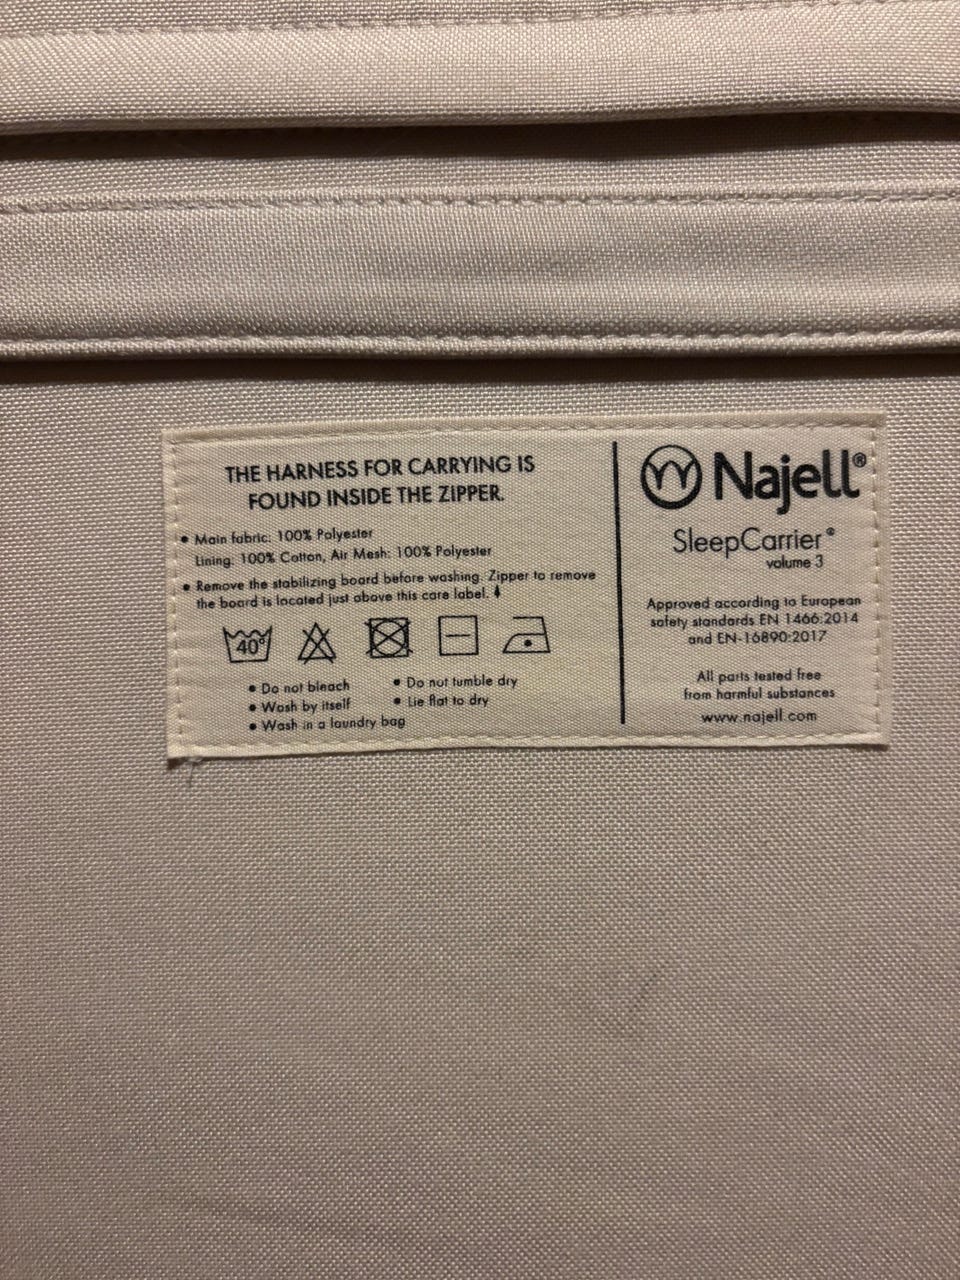 THE HARNESS FOR CARRYING IS
FOUND INSIDE THE ZIPPER.
• Main fabric: 100% Polyester
Lining: 100% Cotton, Air Mesh: 100% Polyester
• Remove the stabilizing board before washing. Zipper to remove
the board is located just above this care label.
40°
• Do not bleach
• Wash by itself
• Wash in a laundry bag
• Do not tumble dry
• Lie flat to dry
Najell®
SleepCarrier®
volume 3
Approved according to European
safety standards EN 1466:2014
and EN-16890:2017
All parts tested free
from harmful substances
www.najell.com